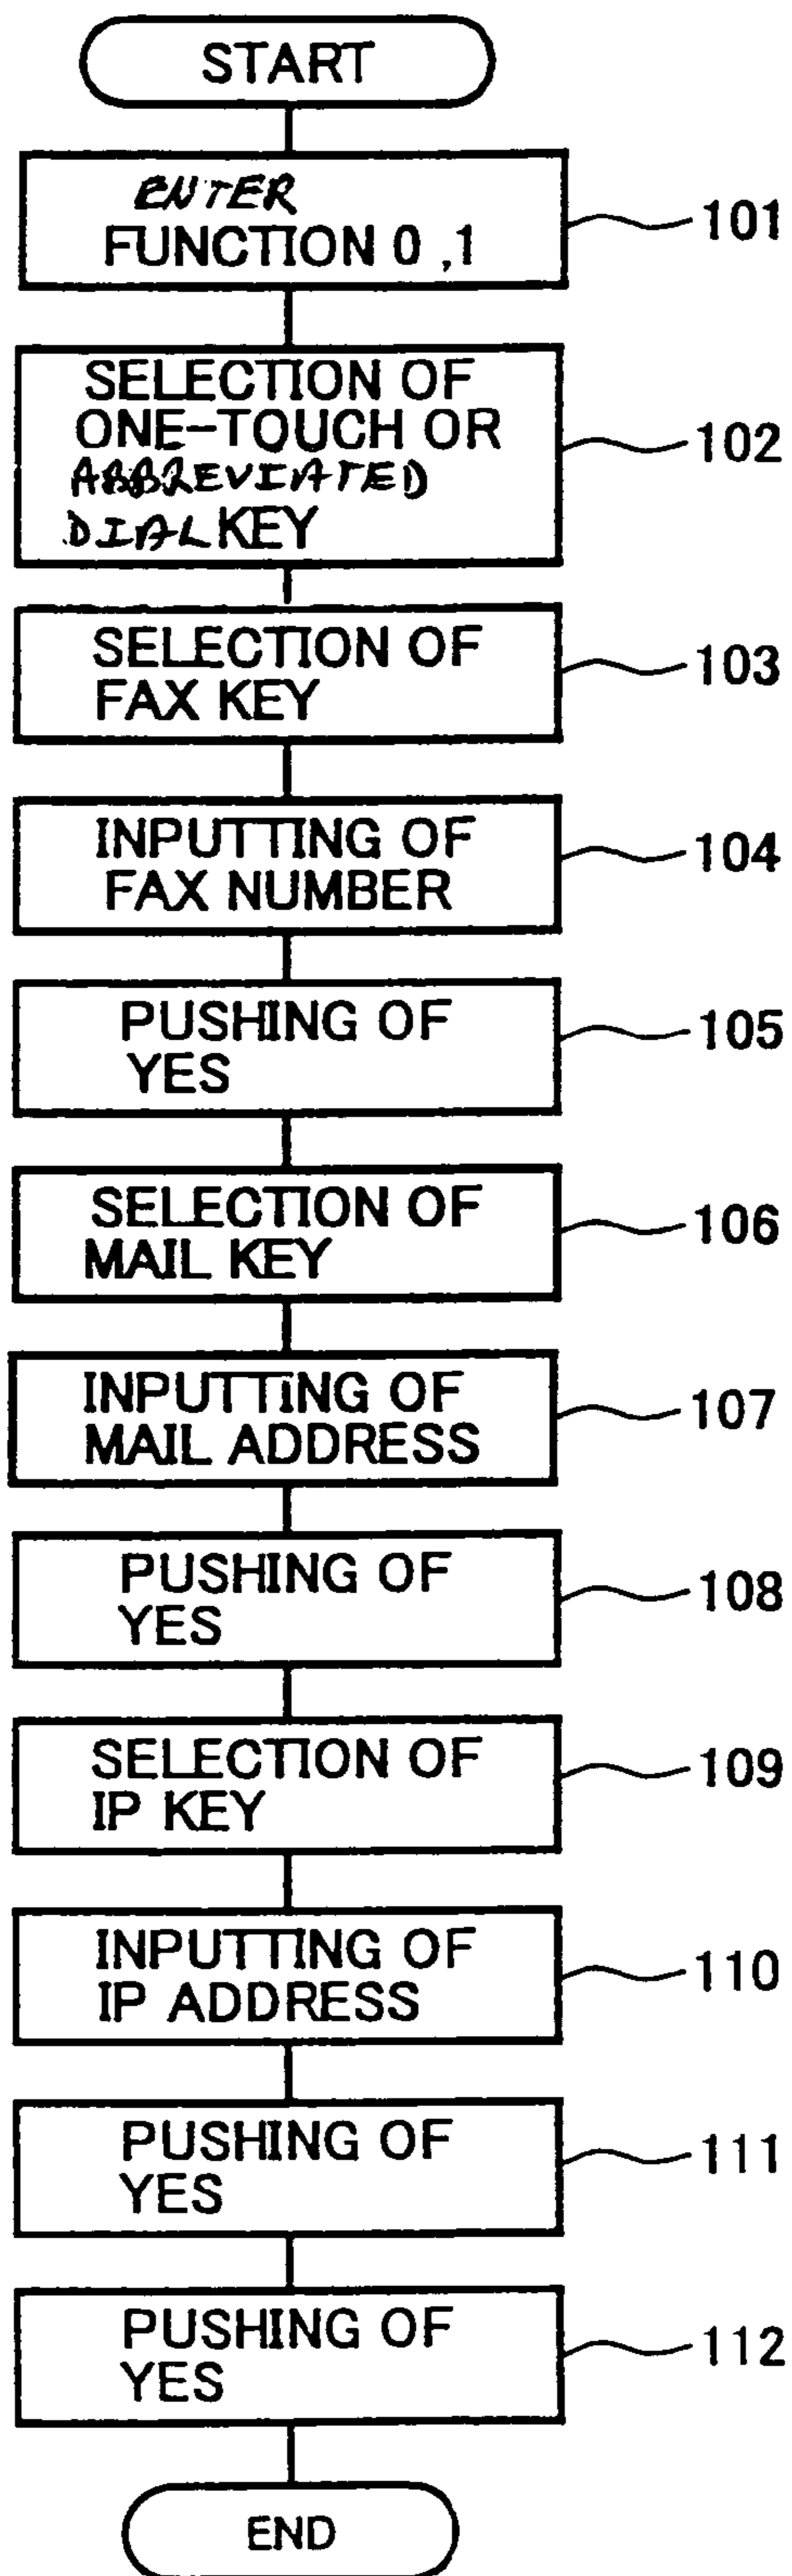 START
ENTER
FUNCTION 0 ,1
101
SELECTION OF
ONE-TOUCH OR
ABBREVIATED
DIAL KEY
102
SELECTION OF
FAX KEY
103
INPUTTING OF
FAX NUMBER
104
PUSHING OF
YES
105
SELECTION OF
MAIL KEY
106
INPUTTING OF
MAIL ADDRESS
107
PUSHING OF
YES
108
SELECTION OF
IP KEY
109
INPUTTING OF
IP ADDRESS
110
PUSHING OF
YES
111
PUSHING OF
YES
112
END